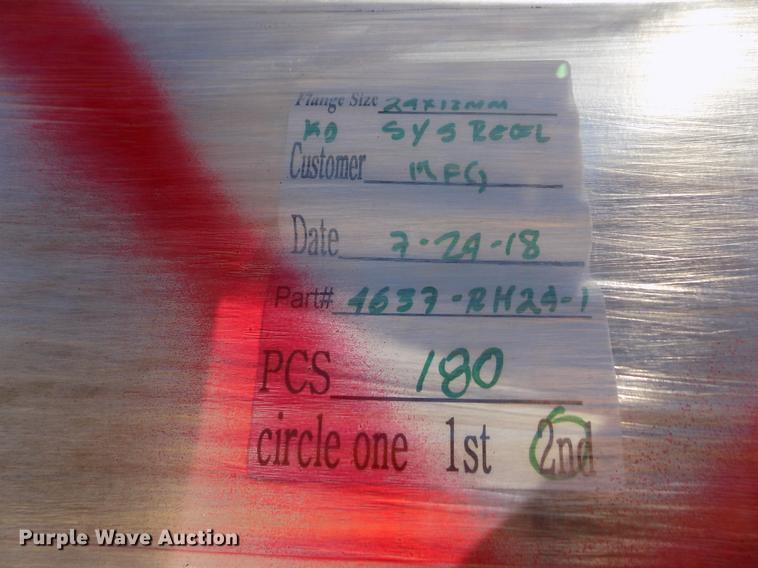 Flange Size 24x12mm
KD SYS REEL
Customer MFG
Date 7-24-18
Part# 4637-RH24-1
PCS 180
circle one 1st 2nd
Purple Wave Auction